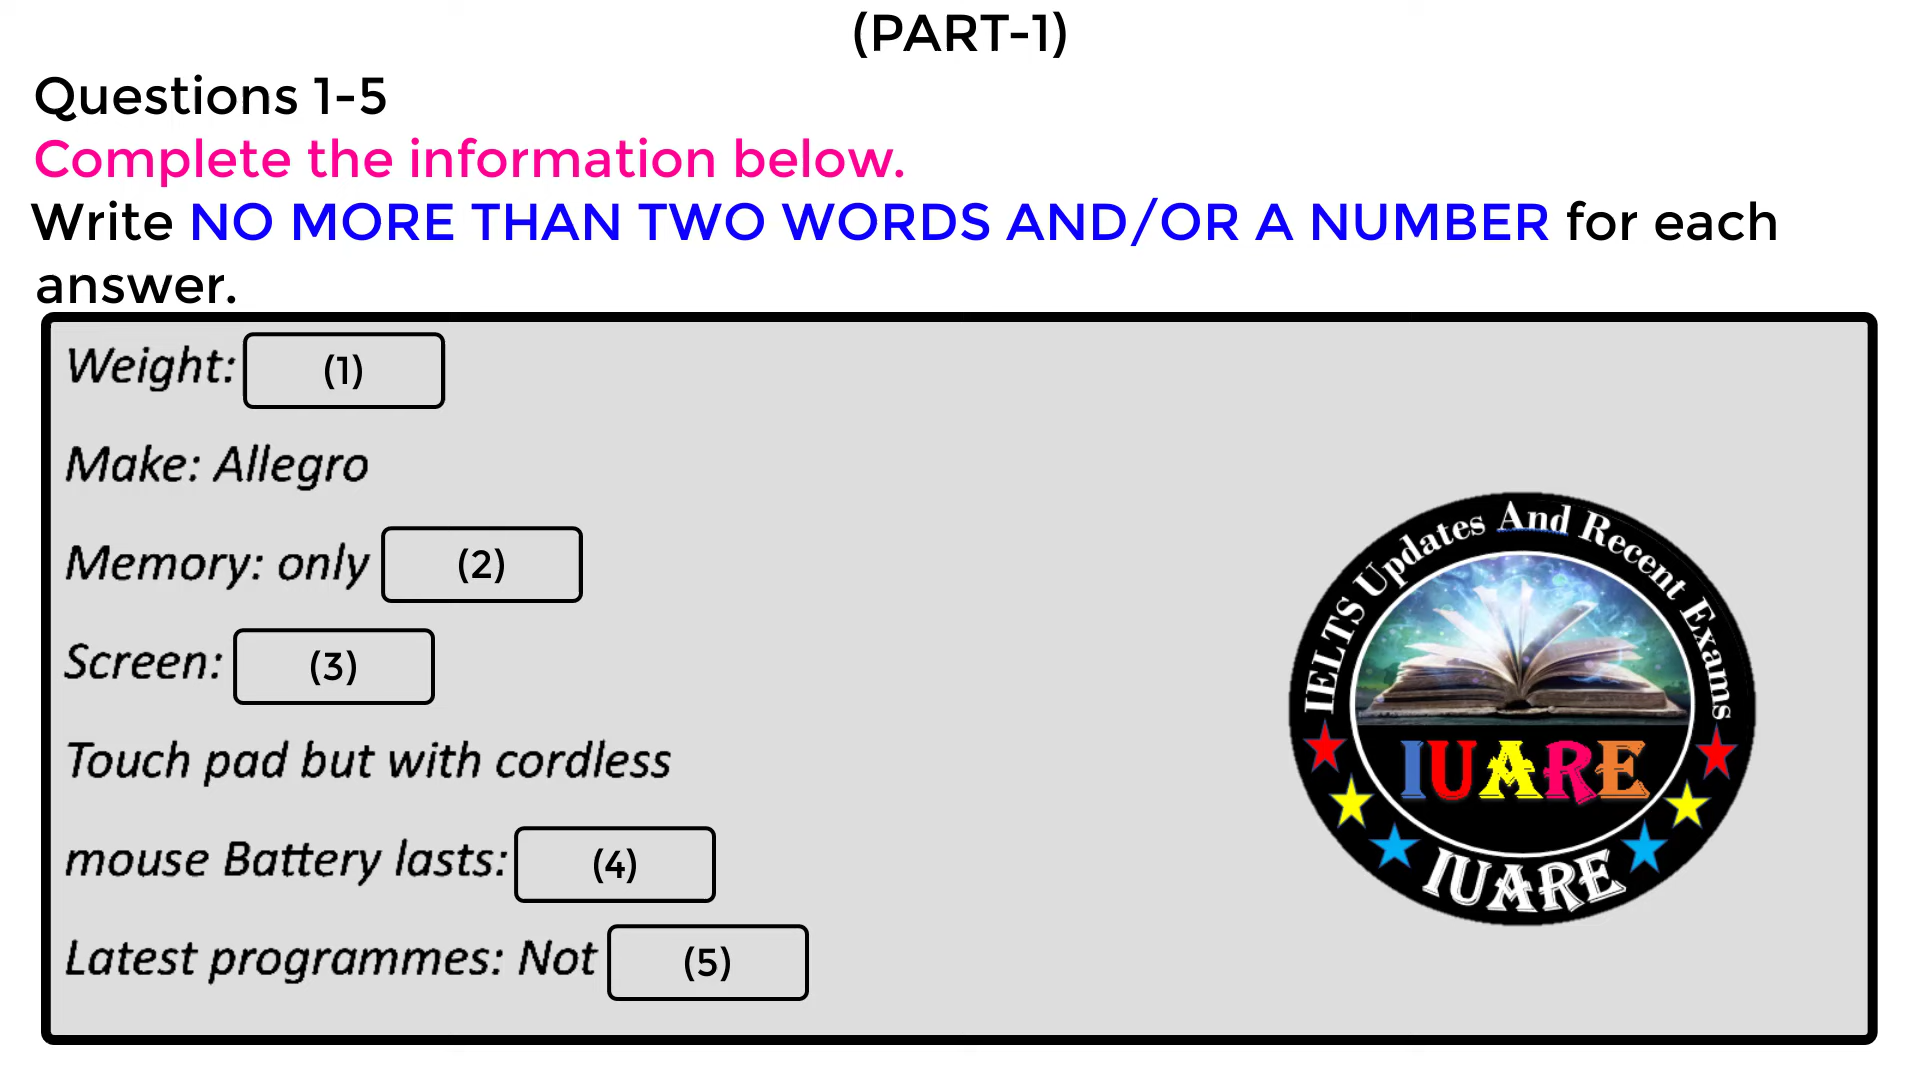 (PART-1)
Questions 1-5
Complete the information below.
Write NO MORE THAN TWO WORDS AND/OR A NUMBER for each
answer.
Weight: (1)
Make: Allegro
Memory: only (2)
Screen: (3)
Touch pad but with cordless
mouse Battery lasts: (4)
Latest programmes: Not (5)
IELTS Updates And Recent Exams
IUARE
IUARE